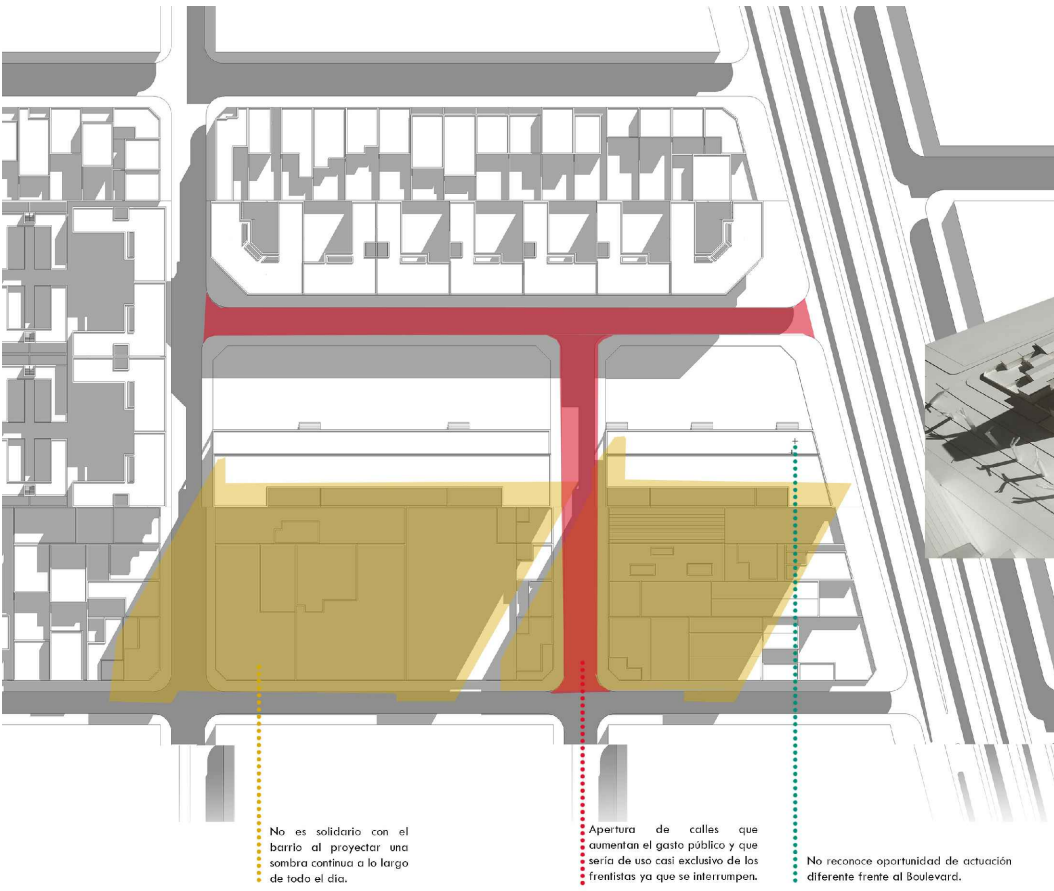 No es solidario con el
barrio al proyectar una
sombra continua a lo largo
de todo el día.
Apertura de calles que
aumentan el gasto público y que
sería de uso casi exclusivo de los
frentistas ya que se interrumpen.
No reconoce oportunidad de actuación
diferente frente al Boulevard.